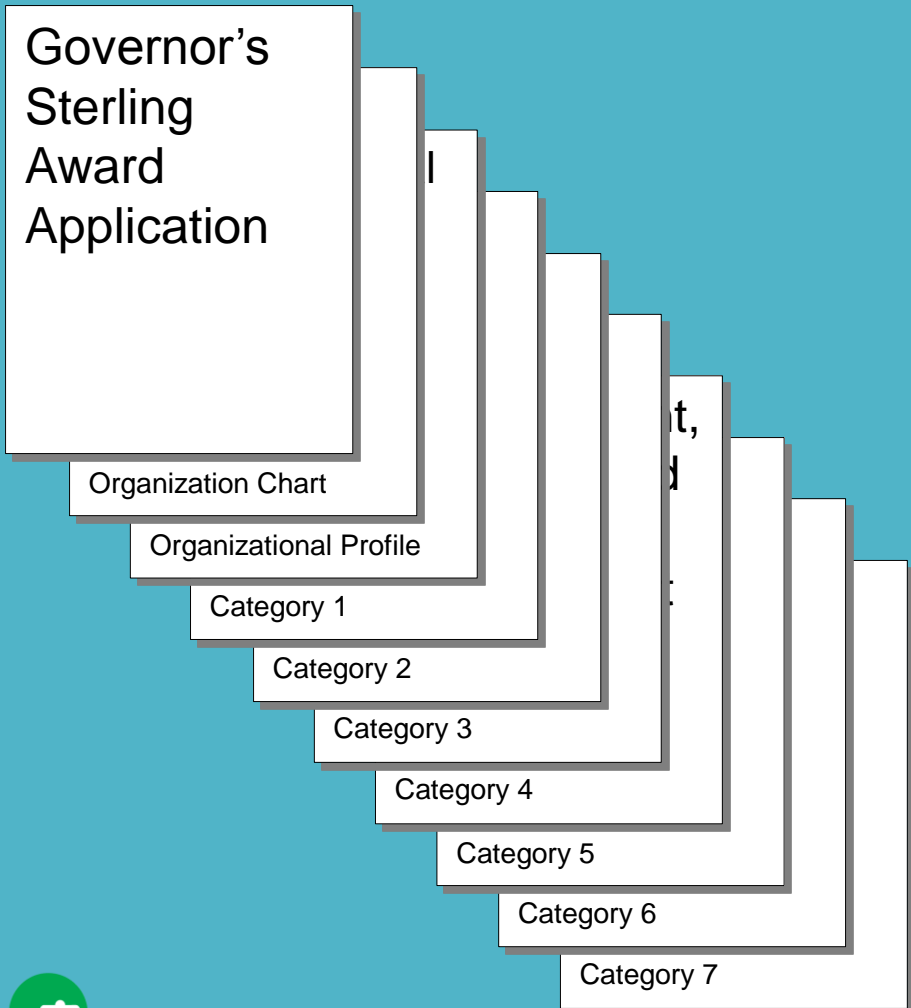 Governor’s
Sterling
Award
Application
Organization Chart
Organizational Profile
Category 1
Category 2
Category 3
Category 4
Category 5
Category 6
Category 7